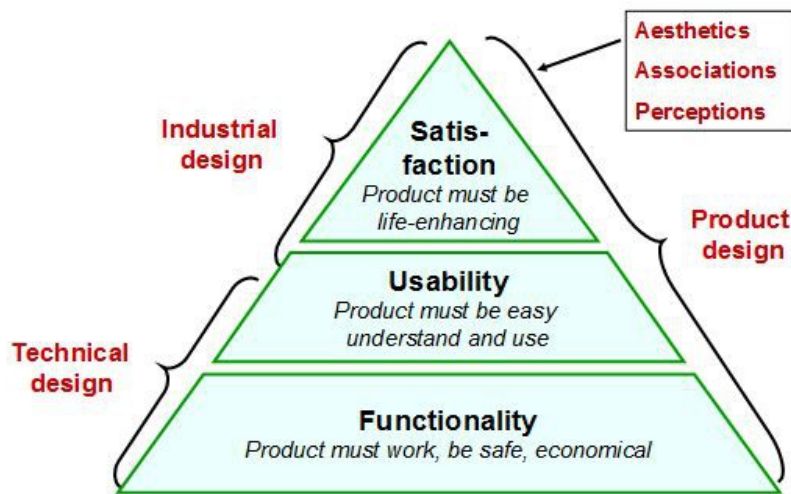 Aesthetics
Associations
Perceptions
Industrial
design
Satis-
faction
Product must be
life-enhancing
Product
design
Usability
Product must be easy
understand and use
Technical
design
Functionality
Product must work, be safe, economical